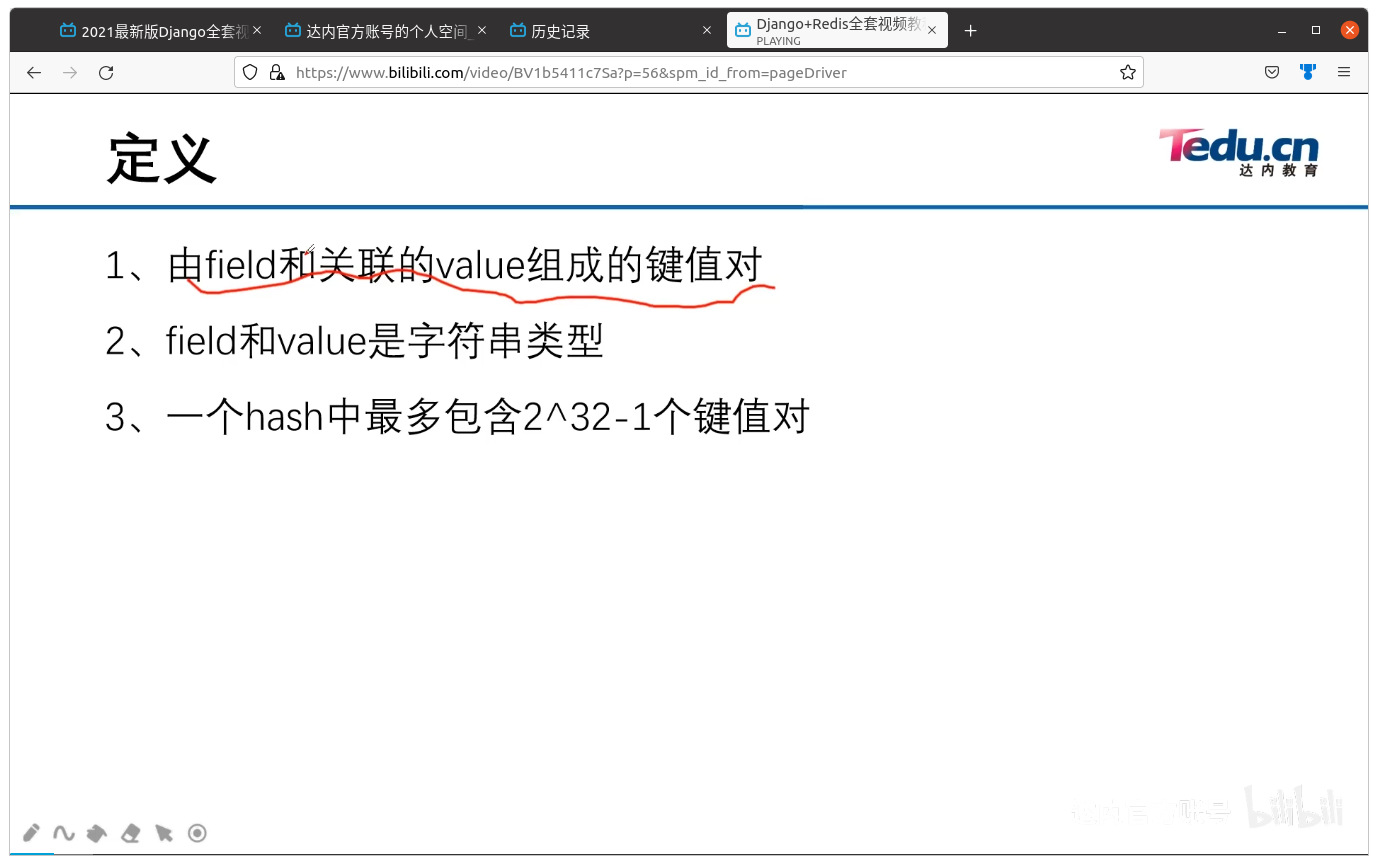 2021最新版Django全套视
达内官方账号的个人空间_
历史记录
Django+Redis全套视频教
PLAYING
https://www.bilibili.com/video/BV1b5411c7Sa?p=56&spm_id_from=pageDriver
定义
Tedu.cn
达内教育
1、由field和关联的value组成的键值对
2、field和value是字符串类型
3、一个hash中最多包含2^32-1个键值对
达内官方账号 bilibili